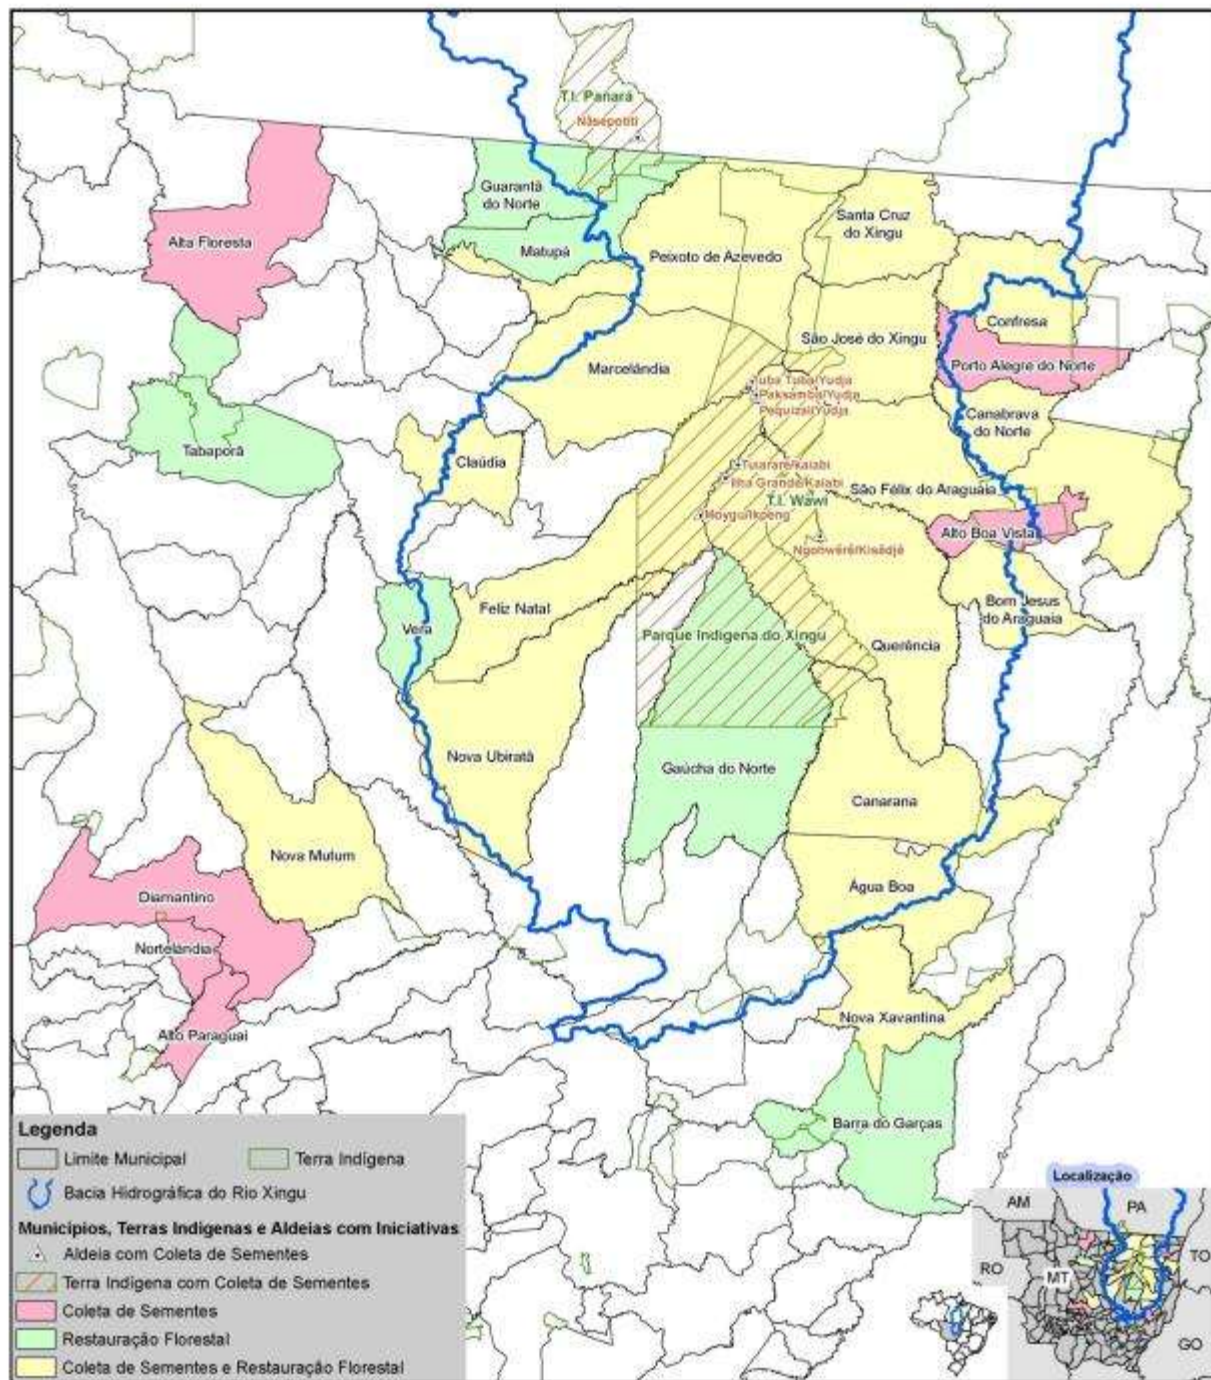 T.I. Panará
Nãsepotiti
Guarantã
do Norte
Santa Cruz
do Xingu
Alta Floresta
Matupá
Peixoto de Azevedo
Confresa
São José do Xingu
Marcelândia
Porto Alegre do Norte
Tuba Tuba/Yudja
Paksamba/Yudja
Pequizal/Yudja
Canabrava
do Norte
Tabaporã
Claúdia
Tuiararé/kaiabi
Ilha Grande/Kaiabi
São Félix do Araguaia
T.I. Wawi
Moygu/Ikpeng
Alto Boa Vista
Ngohwêrê/Kisêdjê
Feliz Natal
Bom Jesus
do Araguaia
Vera
Parque Indígena do Xingu
Querência
Nova Ubiratã
Gaúcha do Norte
Canarana
Nova Mutum
Água Boa
Diamantino
Nortelândia
Nova Xavantina
Alto Paraguai
Barra do Garças
Legenda
Limite Municipal
Terra Indígena
Bacia Hidrográfica do Rio Xingu
Municípios, Terras Indigenas e Aldeias com Iniciativas
Aldeia com Coleta de Sementes
Terra Indígena com Coleta de Sementes
Coleta de Sementes
Restauração Florestal
Coleta de Sementes e Restauração Florestal
Localização
AM
PA
RO
MT
TO
GO